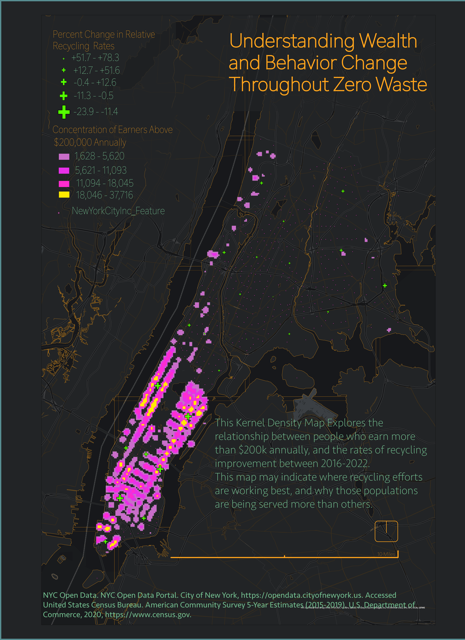 Understanding Wealth
and Behavior Change
Throughout Zero Waste
Percent Change in Relative
Recycling Rates
+51.7 - +78.3
+12.7 - +51.6
-0.4 - +12.6
-11.3 - -0.5
-23.9 - -11.4
Concentration of Earners Above
$200,000 Annually
1,628 - 5,620
5,621 - 11,093
11,094 - 18,045
18,046 - 37,716
NewYorkCityInc_Feature
This Kernel Density Map Explores the
relationship between people who earn more
than $200k annually, and the rates of recycling
improvement between 2016-2022.
This map may indicate where recycling efforts
are working best, and why those populations
are being served more than others.
NYC Open Data. NYC Open Data Portal. City of New York, https://opendata.cityofnewyork.us. Accessed
United States Census Bureau. American Community Survey 5-Year Estimates (2015-2019). U.S. Department of
Commerce, 2020, https://www.census.gov.